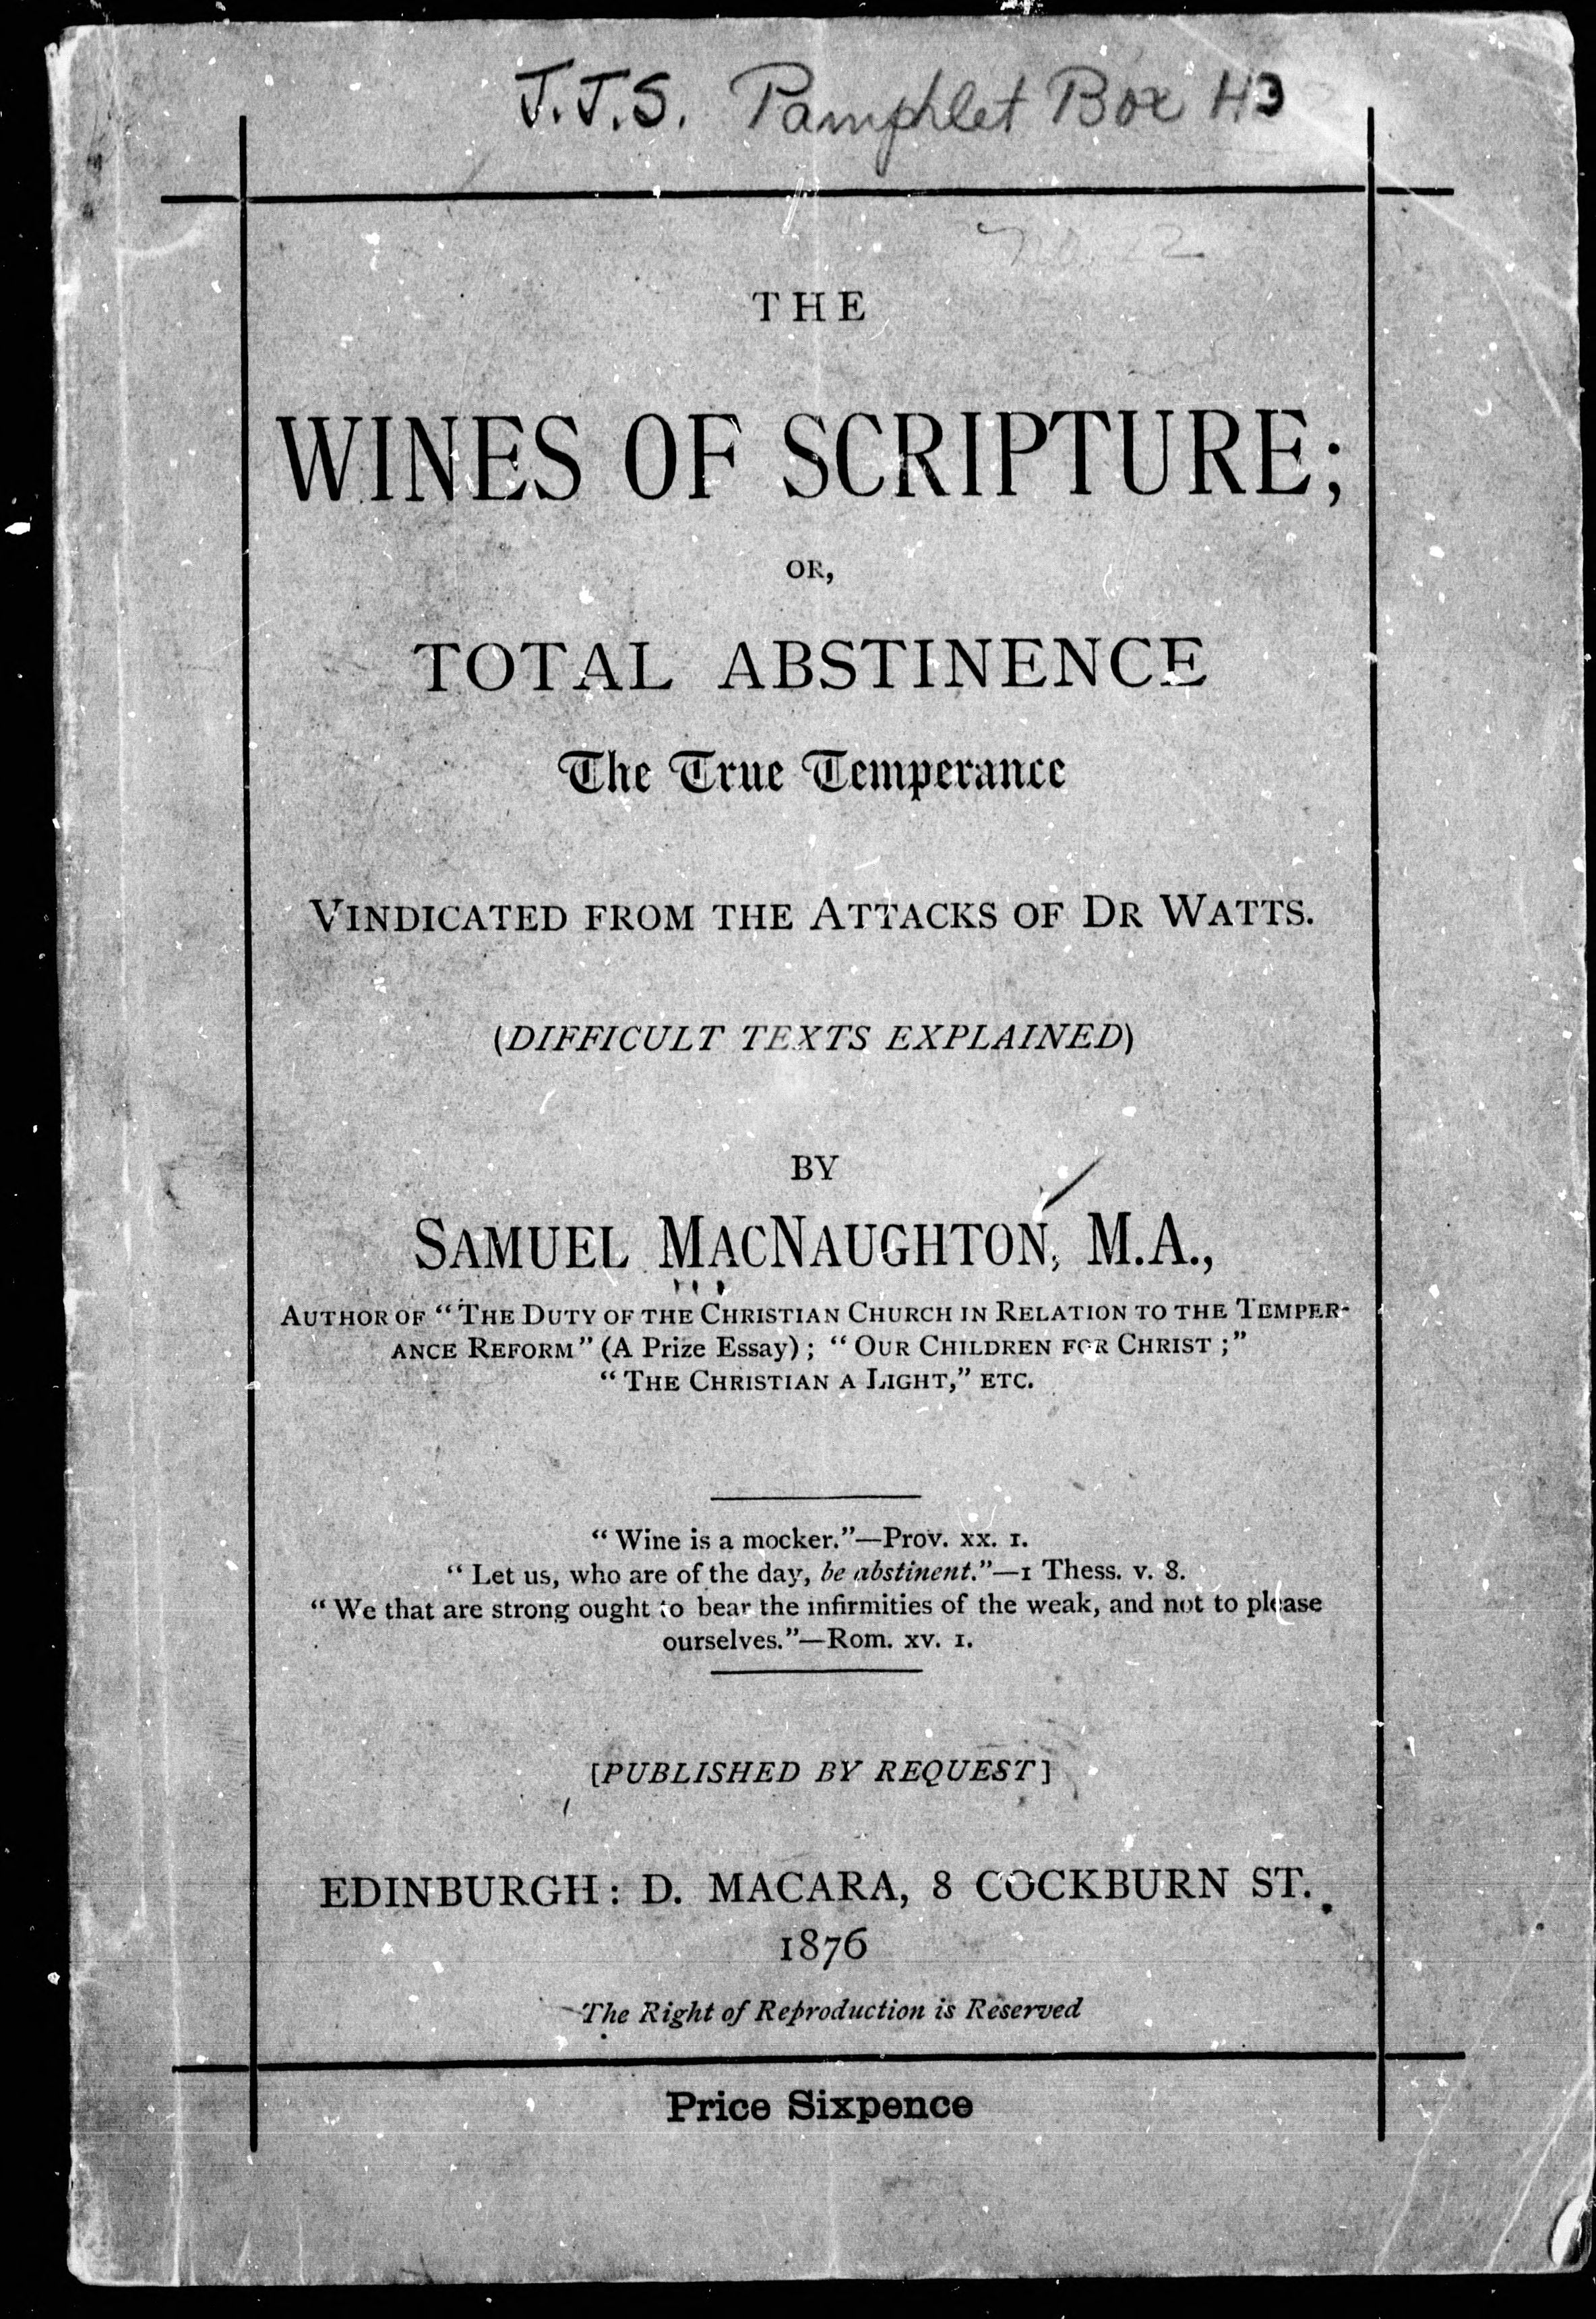 J.J.S. Pamphlet Box 43
no. 22
THE
WINES OF SCRIPTURE;
OR,
TOTAL ABSTINENCE
The True Temperance
VINDICATED FROM THE ATTACKS OF DR WATTS.
(DIFFICULT TEXTS EXPLAINED)
BY
SAMUEL MACNAUGHTON, M.A.,
AUTHOR OF "THE DUTY OF THE CHRISTIAN CHURCH IN RELATION TO THE TEMPER-
ANCE REFORM" (A Prize Essay); "OUR CHILDREN FOR CHRIST;"
"THE CHRISTIAN A LIGHT," ETC.
"Wine is a mocker."—Prov. xx. 1.
"Let us, who are of the day, be abstinent."—1 Thess. v. 8.
"We that are strong ought to bear the infirmities of the weak, and not to please
ourselves."—Rom. xv. 1.
[PUBLISHED BY REQUEST]
EDINBURGH: D. MACARA, 8 COCKBURN ST.
1876
The Right of Reproduction is Reserved
Price Sixpence